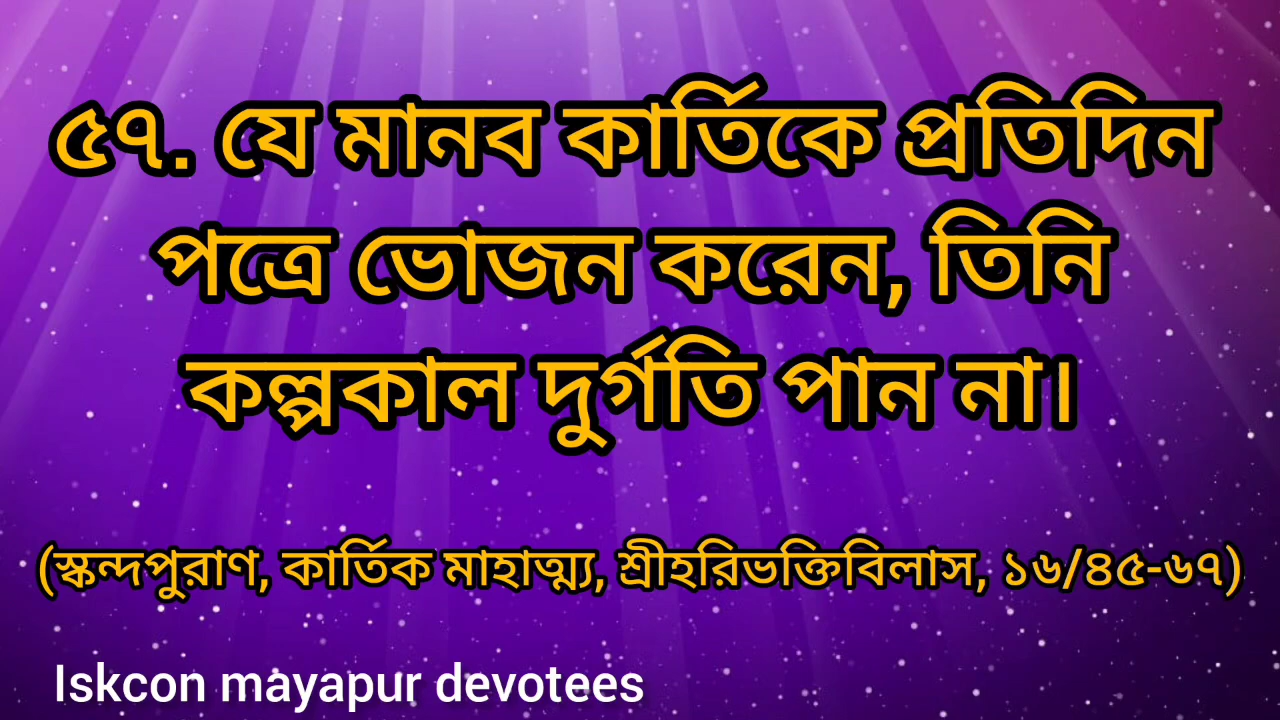 ৫৭. যে মানব কার্তিকে প্রতিদিন
পত্রে ভোজন করেন, তিনি
কল্পকাল দুর্গতি পান না।
(স্কন্দপুরাণ, কার্তিক মাহাত্ম্য, শ্রীহরিভক্তিবিলাস, ১৬/৪৫-৬৭)
Iskcon mayapur devotees